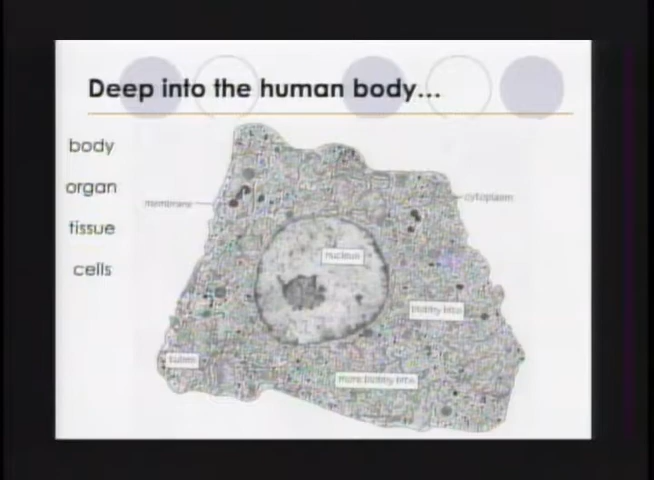 Deep into the human body...
body
organ
tissue
cells
membrane
cytoplasm
nucleus
blobby bits
more blobby bits